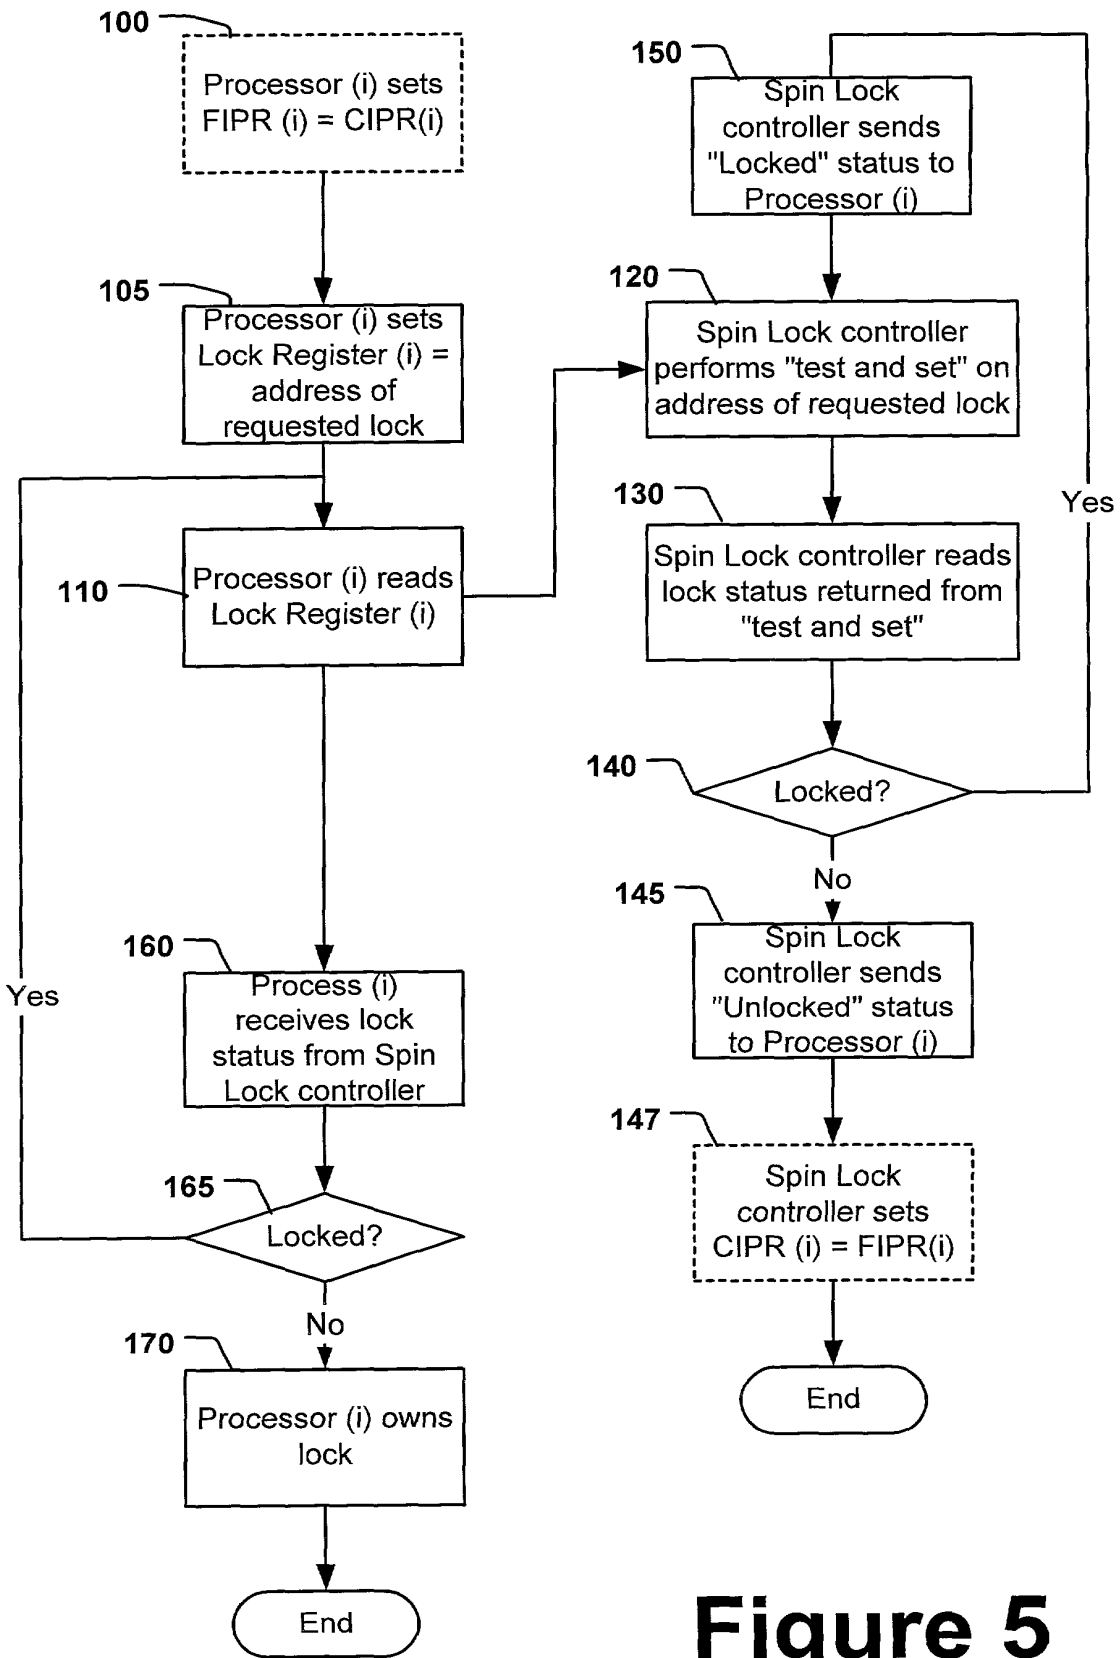 100
Processor (i) sets
FIPR (i) = CIPR(i)
105
Processor (i) sets
Lock Register (i) =
address of
requested lock
110
Processor (i) reads
Lock Register (i)
160
Process (i)
receives lock
status from Spin
Lock controller
Yes
165
Locked?
No
170
Processor (i) owns
lock
End
150
Spin Lock
controller sends
"Locked" status to
Processor (i)
120
Spin Lock controller
performs "test and set" on
address of requested lock
130
Spin Lock controller reads
lock status returned from
"test and set"
Yes
140
Locked?
No
145
Spin Lock
controller sends
"Unlocked" status
to Processor (i)
147
Spin Lock
controller sets
CIPR (i) = FIPR(i)
End
Figure 5